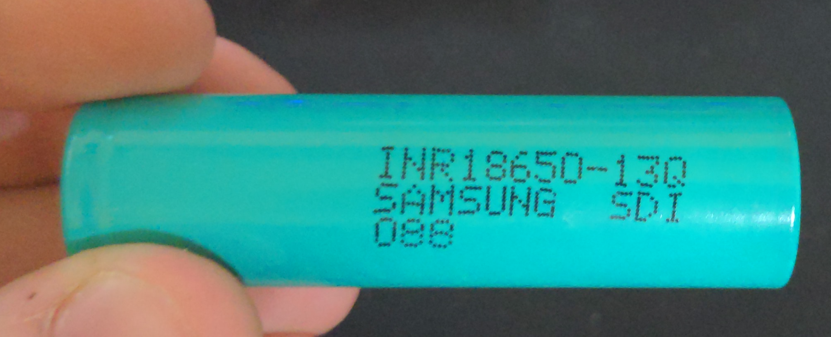 INR18650-13Q
SAMSUNG SDI
088